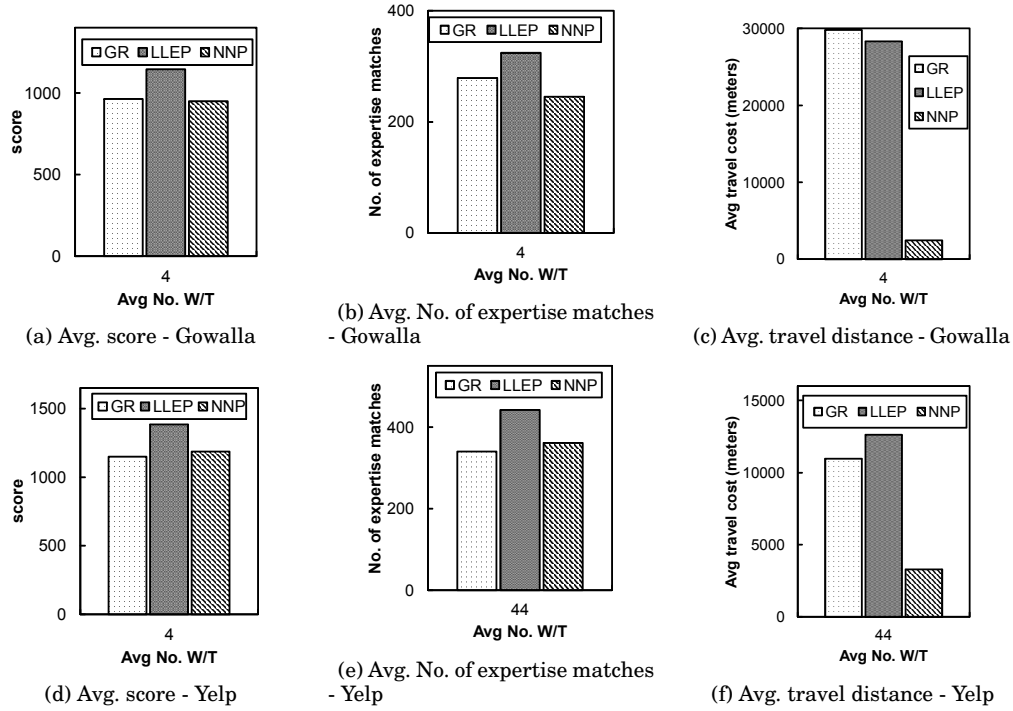 GR LLEP NNP
1000
500
0
score
4
Avg No. W/T
(a) Avg. score - Gowalla
400
GR LLEP NNP
200
0
No. of expertise matches
4
Avg No. W/T
(b) Avg. No. of expertise matches
- Gowalla
30000
GR
LLEP
NNP
20000
10000
0
Avg travel cost (meters)
4
Avg No. W/T
(c) Avg. travel distance - Gowalla
1500
GR LLEP NNP
1000
500
0
score
4
Avg No. W/T
(d) Avg. score - Yelp
GR LLEP NNP
400
200
0
No. of expertise matches
44
Avg No. W/T
(e) Avg. No. of expertise matches
- Yelp
15000
GR LLEP NNP
10000
5000
0
Avg travel cost (meters)
44
Avg No. W/T
(f) Avg. travel distance - Yelp